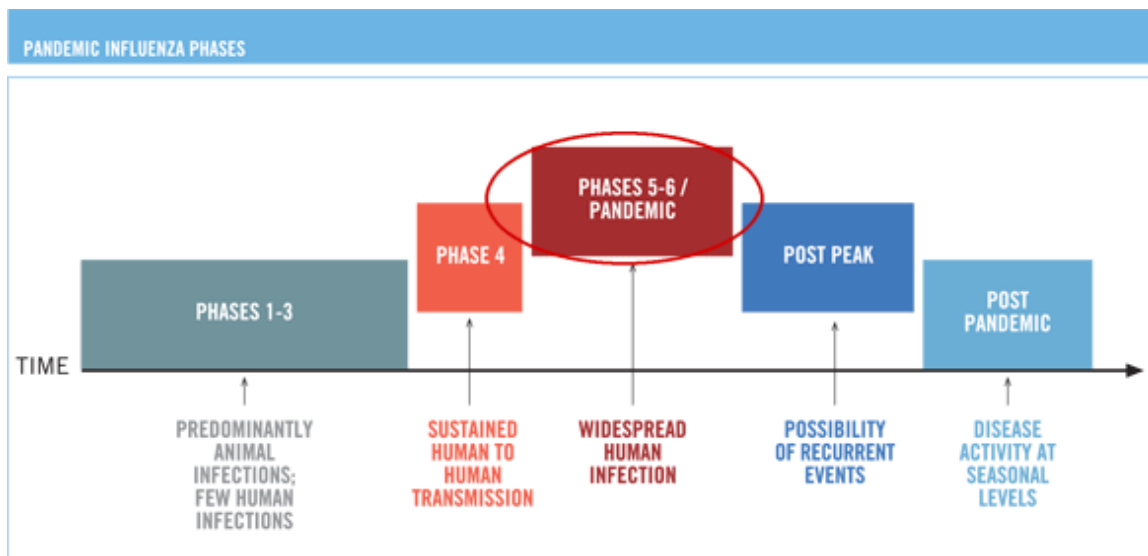 PANDEMIC INFLUENZA PHASES
PHASES 5-6 /
PANDEMIC
PHASE 4
POST PEAK
PHASES 1-3
POST
PANDEMIC
TIME
PREDOMINANTLY
ANIMAL
INFECTIONS;
FEW HUMAN
INFECTIONS
SUSTAINED
HUMAN TO
HUMAN
TRANSMISSION
WIDESPREAD
HUMAN
INFECTION
POSSIBILITY
OF RECURRENT
EVENTS
DISEASE
ACTIVITY AT
SEASONAL
LEVELS